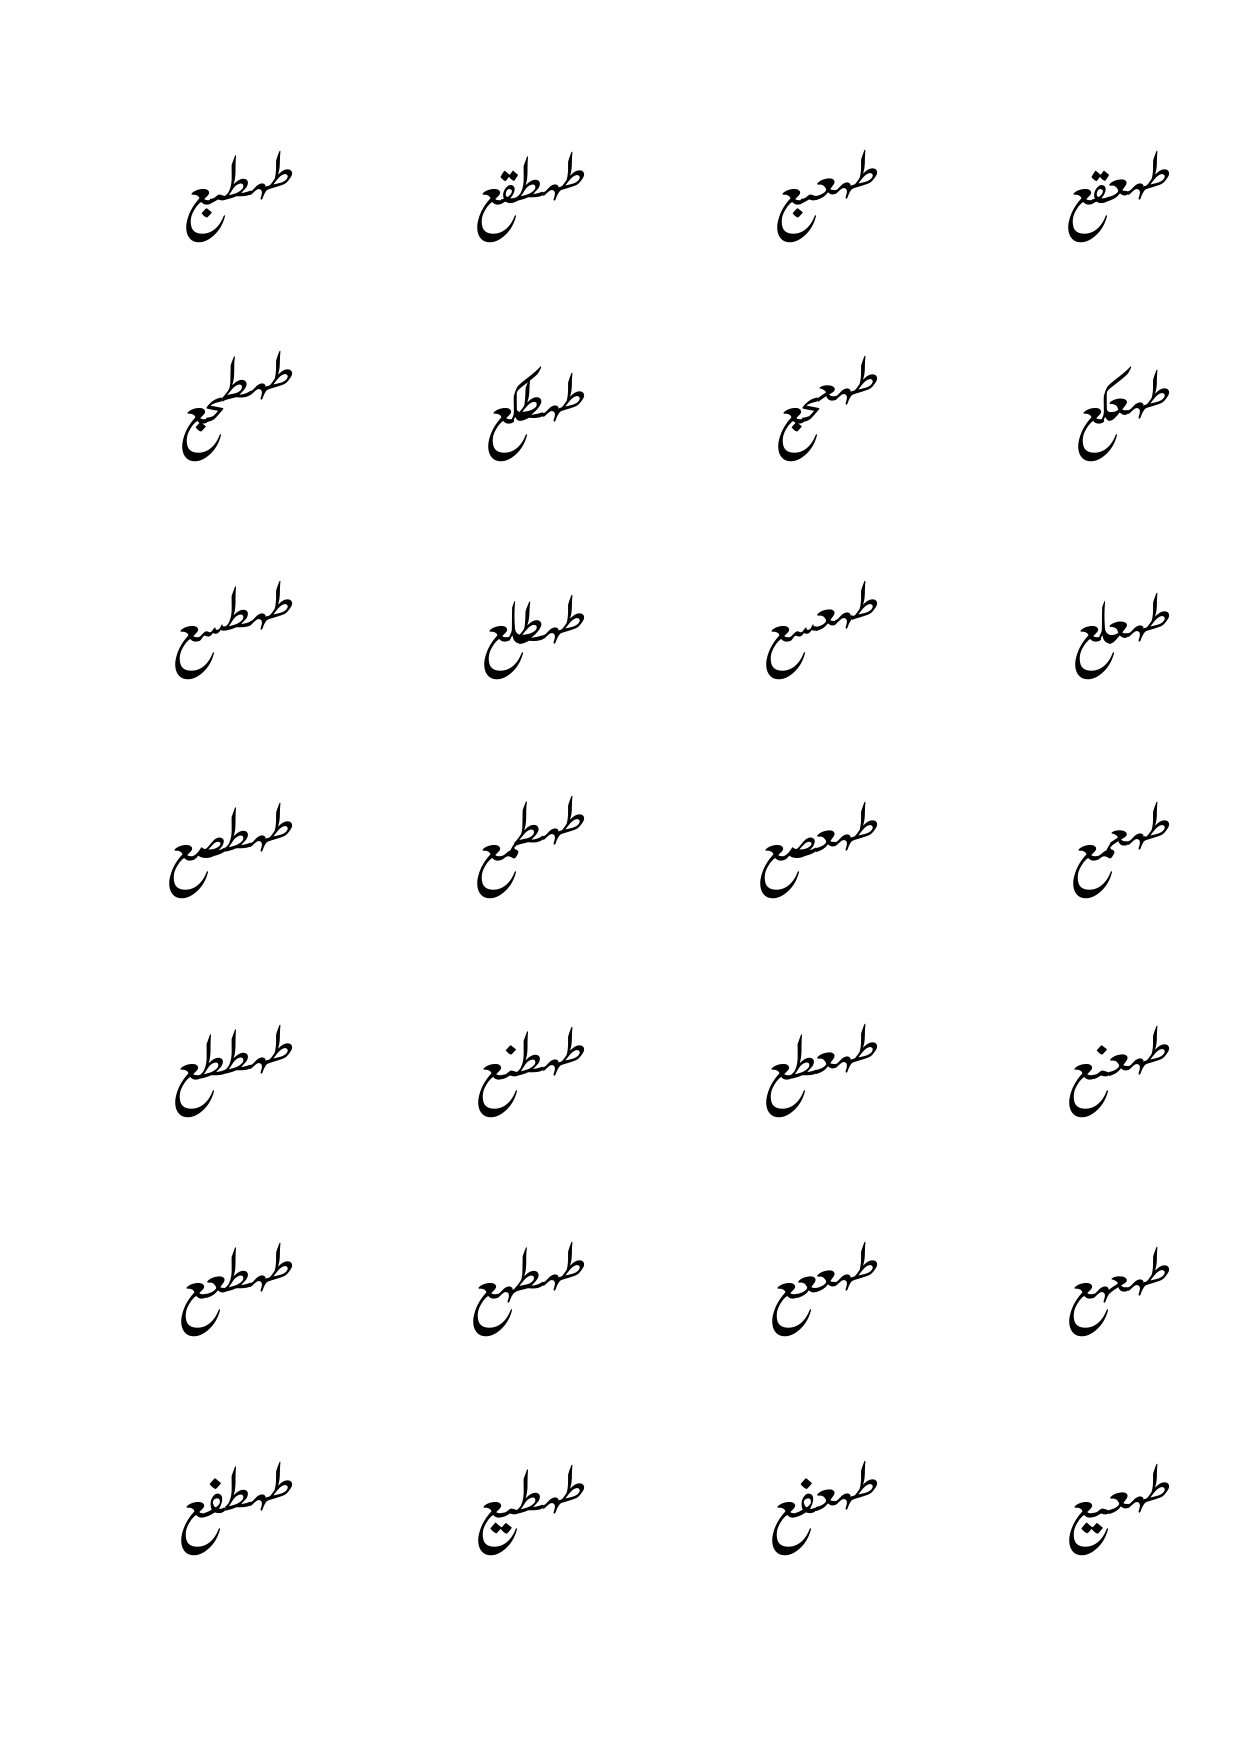 طهعقع طهعبع طهطقع طهطبع
طهعكع طهعجع طهطكع طهطجع
طهعلع طهعسع طهطلع طهطسع
طهعمع طهعصع طهطمع طهطصع
طهعنع طهعطع طهطنع طهططع
طهعهع طهععع طهطهع طهطعع
طهعيع طهعفع طهطيع طهطفع